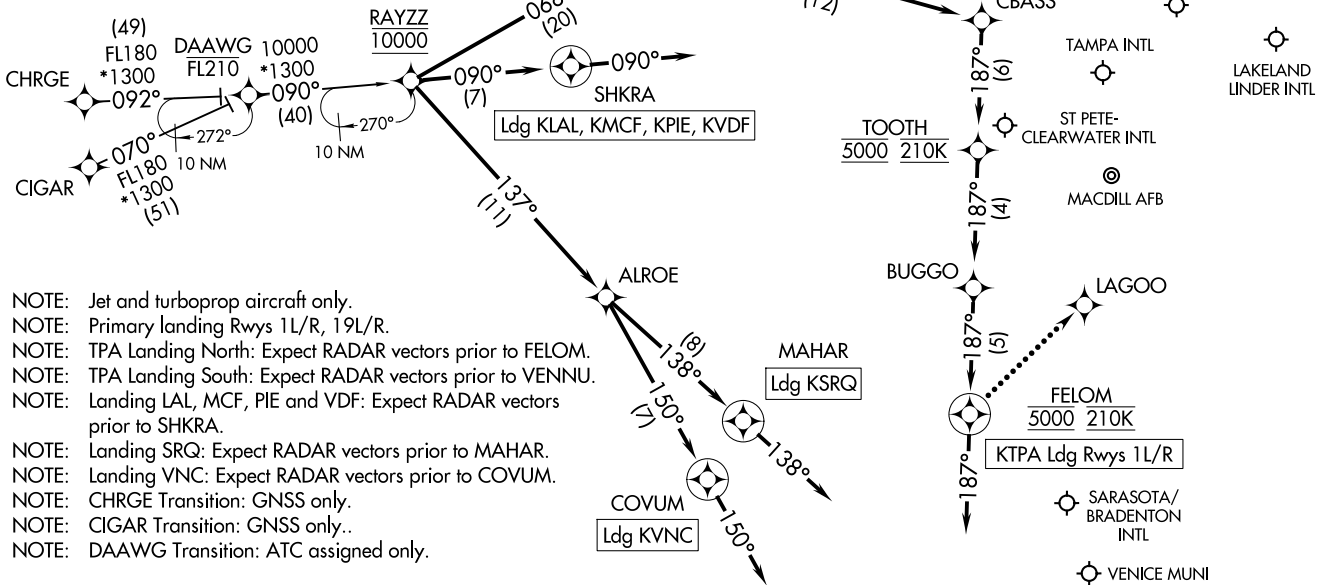 068°
(20)
RAYZZ
10000
(49)
FL180
*1300
CHRGE
092°
DAAWG
FL210
10000
*1300
090°
(40)
272°
10 NM
270°
10 NM
CIGAR
070°
FL180
*1300
(51)
090°
(7)
090°
SHKRA
Ldg KLAL, KMCF, KPIE, KVDF
137°
(11)
ALROE
(8)
138°
MAHAR
Ldg KSRQ
138°
150°
(7)
COVUM
Ldg KVNC
150°
(12)
CBASS
187°
(6)
TAMPA INTL
LAKELAND
LINDER INTL
TOOTH
5000 210K
ST PETE-
CLEARWATER INTL
187°
(4)
MACDILL AFB
BUGGO
LAGOO
187°
(5)
FELOM
5000 210K
KTPA Ldg Rwys 1L/R
187°
SARASOTA/
BRADENTON
INTL
VENICE MUNI
NOTE: Jet and turboprop aircraft only.
NOTE: Primary landing Rwys 1L/R, 19L/R.
NOTE: TPA Landing North: Expect RADAR vectors prior to FELOM.
NOTE: TPA Landing South: Expect RADAR vectors prior to VENNU.
NOTE: Landing LAL, MCF, PIE and VDF: Expect RADAR vectors
prior to SHKRA.
NOTE: Landing SRQ: Expect RADAR vectors prior to MAHAR.
NOTE: Landing VNC: Expect RADAR vectors prior to COVUM.
NOTE: CHRGE Transition: GNSS only.
NOTE: CIGAR Transition: GNSS only..
NOTE: DAAWG Transition: ATC assigned only.